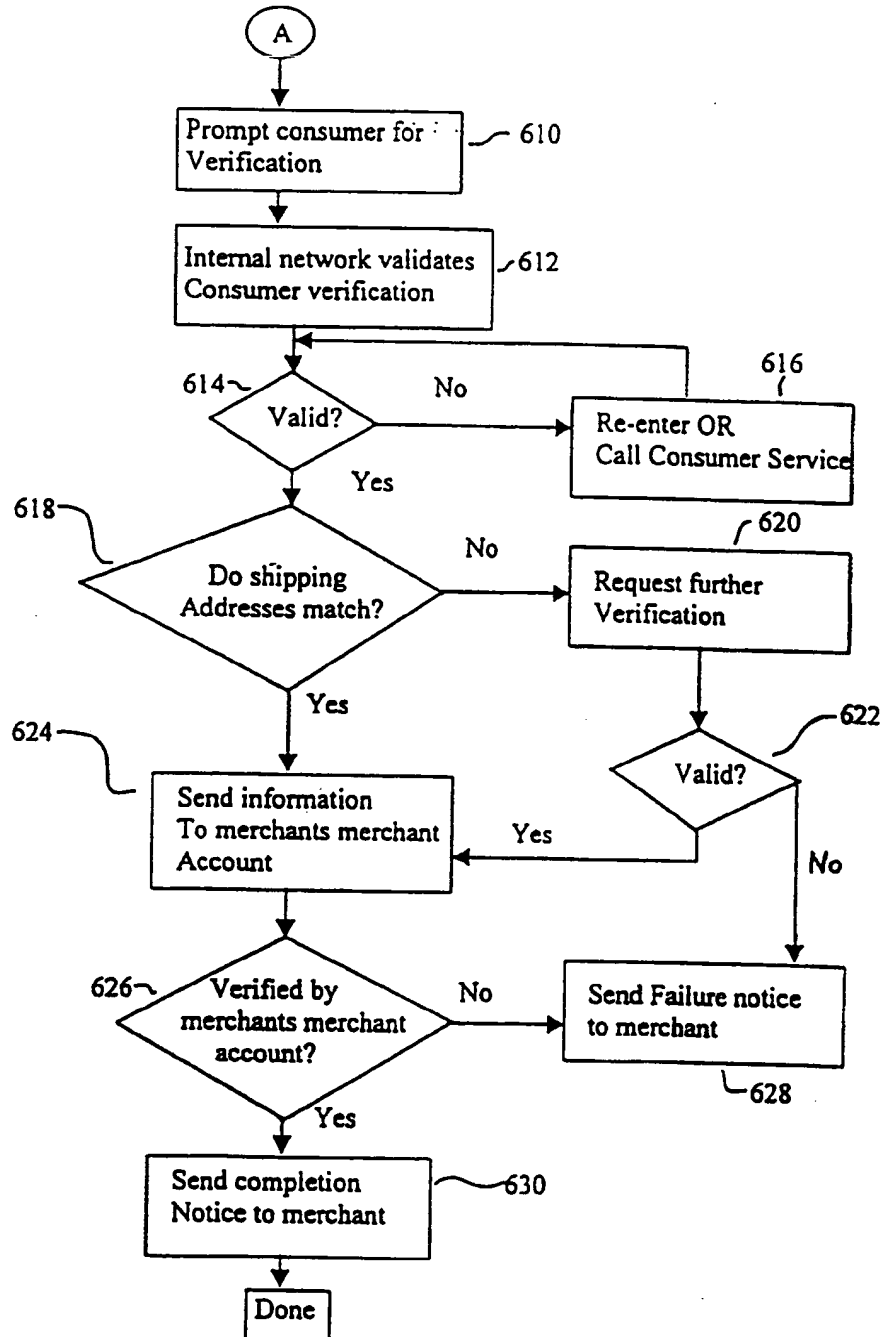 A
Prompt consumer for
Verification
610
Internal network validates
Consumer verification
612
614
Valid?
No
616
Re-enter OR
Call Consumer Service
Yes
618
Do shipping
Addresses match?
No
620
Request further
Verification
Yes
622
Valid?
624
Send information
To merchants merchant
Account
Yes
No
626
Verified by
merchants merchant
account?
No
Send Failure notice
to merchant
628
Yes
Send completion
Notice to merchant
630
Done